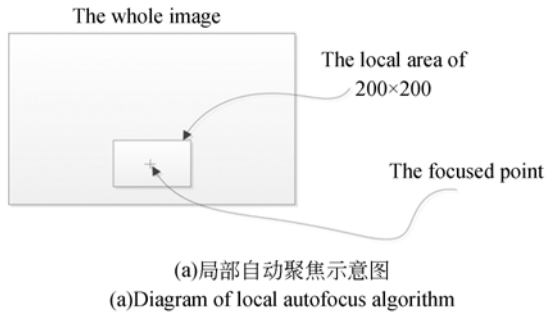 The whole image
The local area of
200×200
The focused point
(a)局部自动聚焦示意图
(a)Diagram of local autofocus algorithm